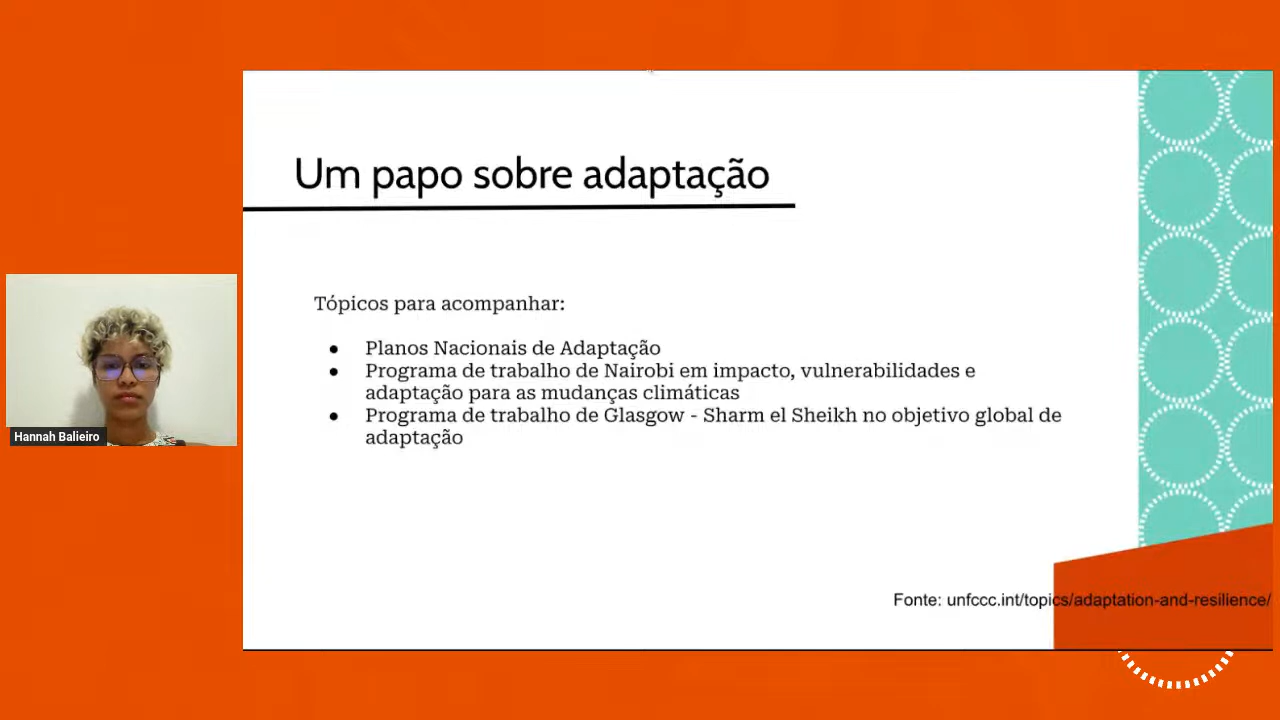 Um papo sobre adaptação
Tópicos para acompanhar:
● Planos Nacionais de Adaptação
● Programa de trabalho de Nairobi em impacto, vulnerabilidades e
adaptação para as mudanças climáticas
● Programa de trabalho de Glasgow - Sharm el Sheikh no objetivo global de
adaptação
Hannah Balieiro
Fonte: unfccc.int/topics/adaptation-and-resilience/